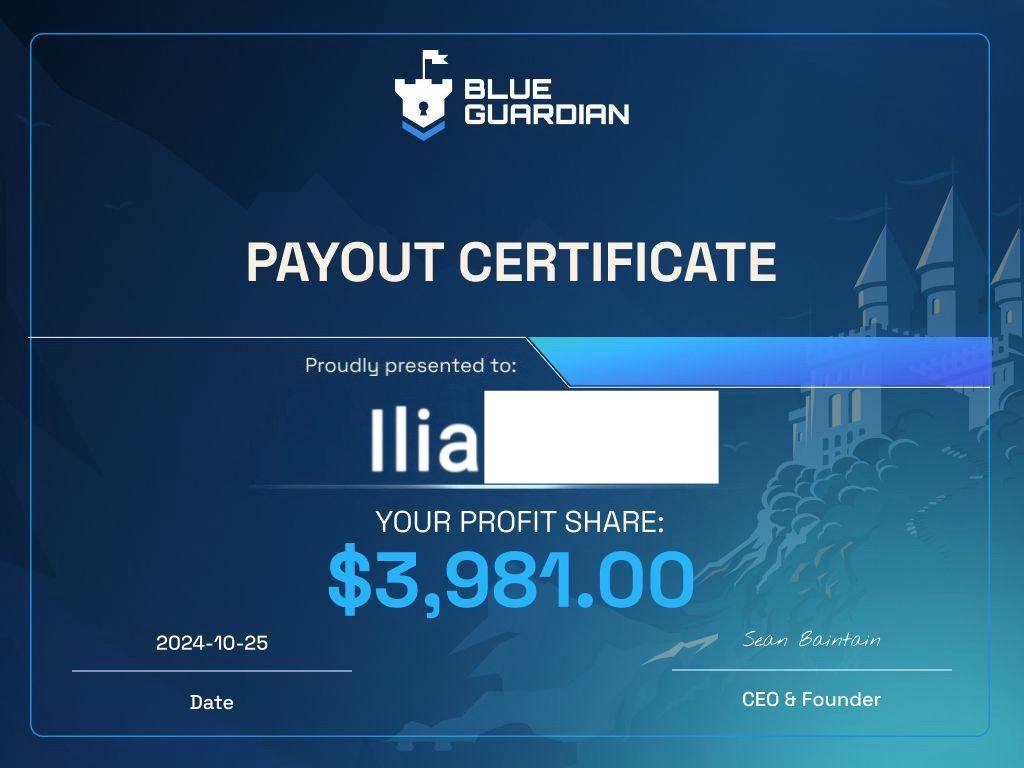 BLUE
GUARDIAN
PAYOUT CERTIFICATE
Proudly presented to:
Ilia
YOUR PROFIT SHARE:
$3,981.00
2024-10-25
Sean Baintain
Date
CEO & Founder